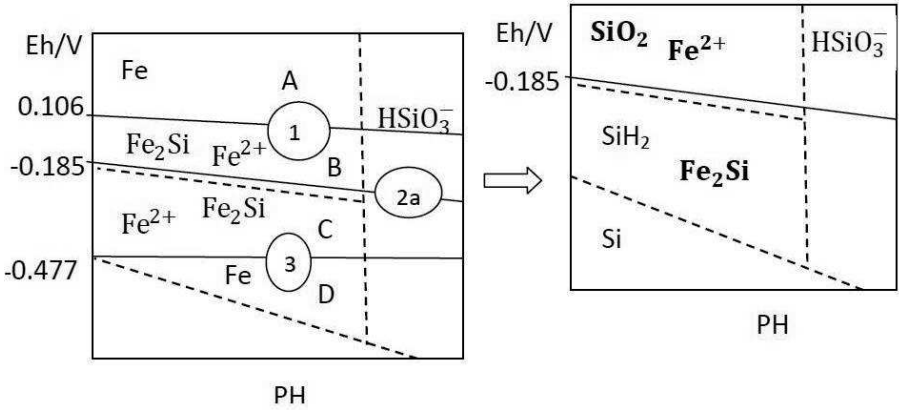 Eh/V
0.106
-0.185
-0.477
Fe
A
1
HSiO₃⁻
Fe₂Si
Fe²⁺
B
2a
Fe₂Si
Fe²⁺
C
3
Fe
D
PH
Eh/V
-0.185
SiO₂
Fe²⁺
HSiO₃⁻
SiH₂
Fe₂Si
Si
PH